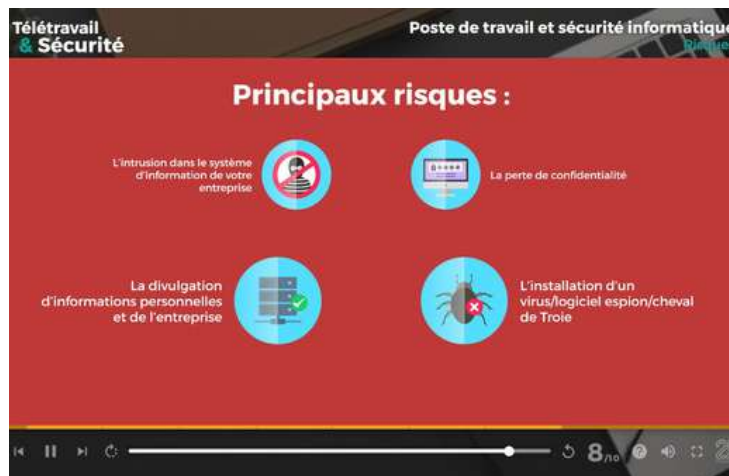 Télétravail
& Sécurité
Poste de travail et sécurité informatique
Risques
Principaux risques :
L'intrusion dans le système
d'information de votre
entreprise
La perte de confidentialité
La divulgation
d'informations personnelles
et de l'entreprise
L'installation d'un
virus/logiciel espion/cheval
de Troie
8/10